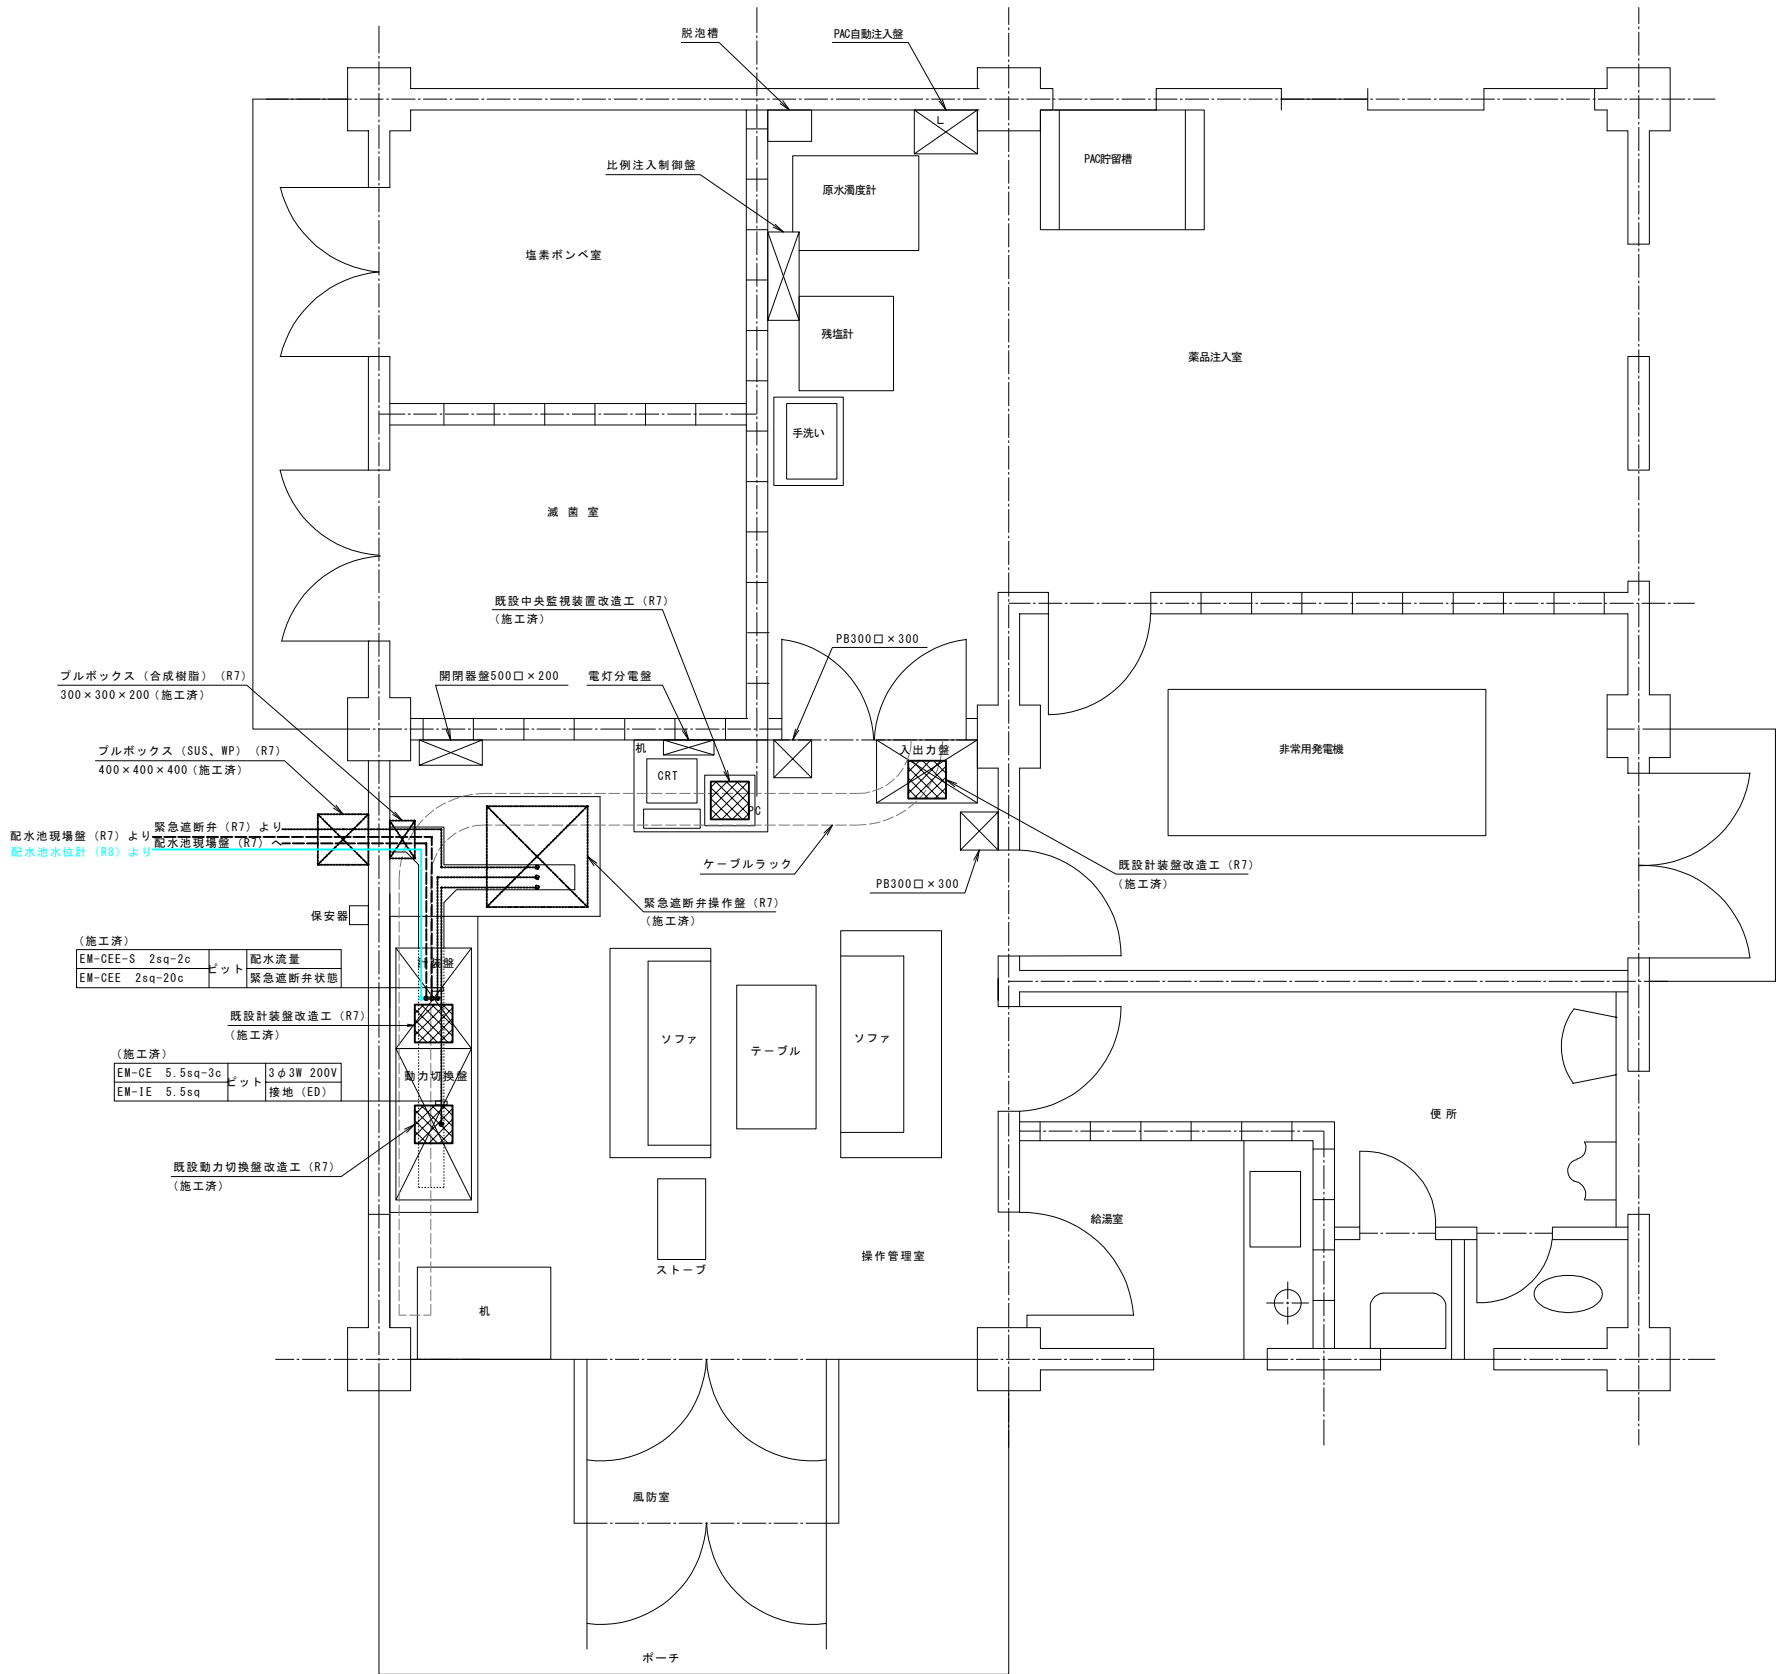 脱泡槽
PAC自動注入盤
PAC貯留槽
比例注入制御盤
原水濁度計
塩素ボンベ室
残塩計
薬品注入室
手洗い
滅 菌 室
既設中央監視装置改造工(R7)
(施工済)
PB300□×300
プルボックス(合成樹脂)(R7)
300×300×200(施工済)
開閉器盤500□×200
電灯分電盤
プルボックス(SUS、WP)(R7)
400×400×400(施工済)
机
CRT
PC
入出力盤
非常用発電機
緊急遮断弁(R7)より
配水池現場盤(R7)より
配水池現場盤(R7)へ
配水池水位計(R8)より
ケーブルラック
既設計装盤改造工(R7)
(施工済)
PB300□×300
緊急遮断弁操作盤(R7)
(施工済)
保安器
(施工済)
EM-CEE-S 2sq-2c
ピット
配水流量
EM-CEE 2sq-20c
緊急遮断弁状態
計装盤
既設計装盤改造工(R7)
(施工済)
ソファ
テーブル
ソファ
(施工済)
EM-CE 5.5sq-3c
ピット
3φ3W 200V
EM-IE 5.5sq
接地(ED)
動力切換盤
便所
既設動力切換盤改造工(R7)
(施工済)
給湯室
操作管理室
ストーブ
机
風防室
ポーチ